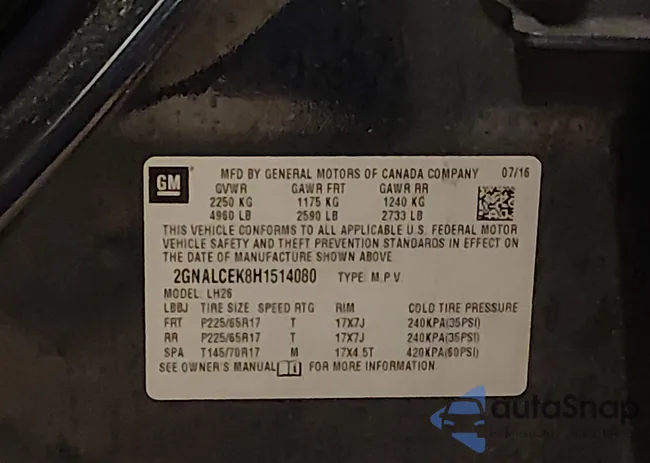 GM
MFD BY GENERAL MOTORS OF CANADA COMPANY 07/16
GVWR GAWR FRT GAWR RR
2250 KG 1175 KG 1240 KG
4960 LB 2590 LB 2733 LB
THIS VEHICLE CONFORMS TO ALL APPLICABLE U.S. FEDERAL MOTOR
VEHICLE SAFETY AND THEFT PREVENTION STANDARDS IN EFFECT ON
THE DATE OF MANUFACTURE SHOWN ABOVE.
2GNALCEK8H1514080 TYPE: M.P.V.
MODEL: LH26
LBBJ TIRE SIZE SPEED RTG RIM COLD TIRE PRESSURE
FRT P225/65R17 T 17X7J 240KPA(35PSI)
RR P225/65R17 T 17X7J 240KPA(35PSI)
SPA T145/70R17 M 17X4.5T 420KPA(60PSI)
SEE OWNER'S MANUAL FOR MORE INFORMATION.
autaSnap